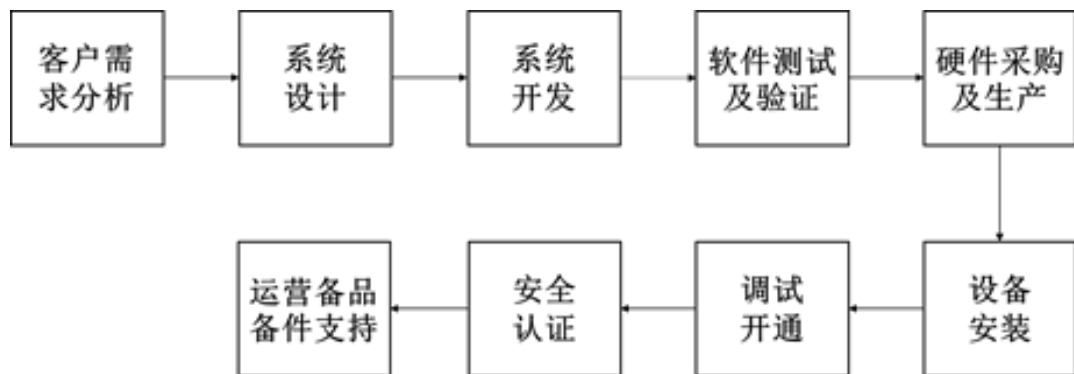 客户需
求分析
系统
设计
系统
开发
软件测试
及验证
硬件采购
及生产
设备
安装
调试
开通
安全
认证
运营备品
备件支持